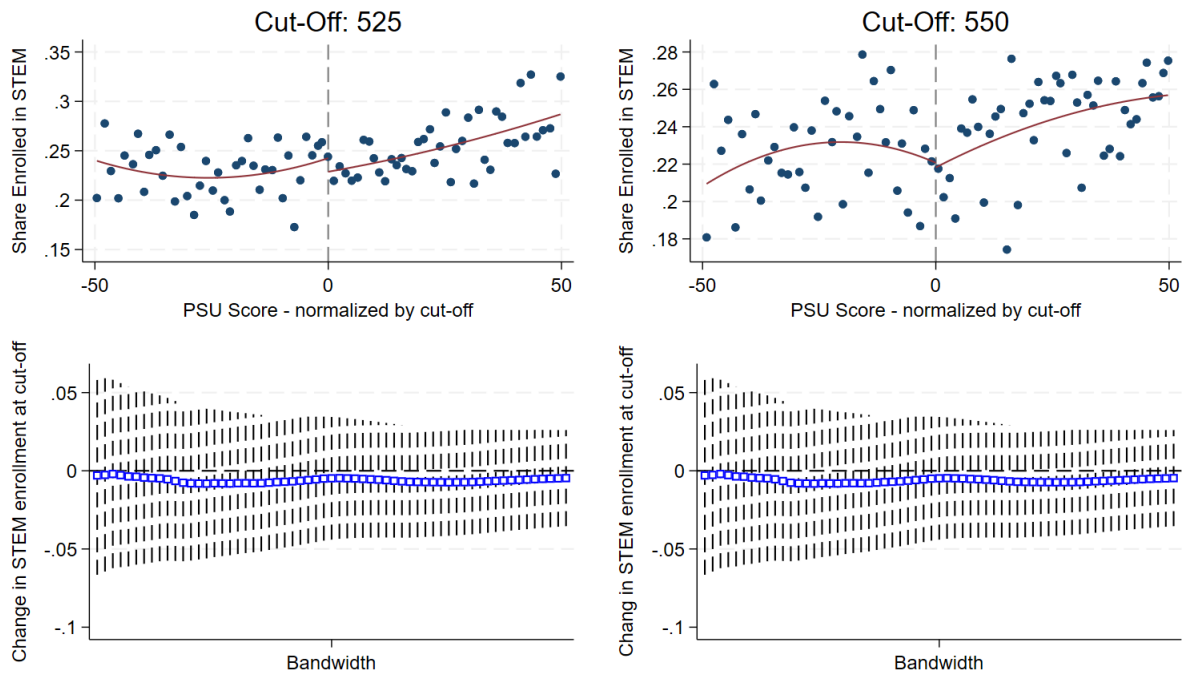 Cut-Off: 525
Share Enrolled in STEM
.35
.3
.25
.2
.15
-50 0 50
PSU Score - normalized by cut-off
Cut-Off: 550
Share Enrolled in STEM
.28
.26
.24
.22
.2
.18
-50 0 50
PSU Score - normalized by cut-off
Change in STEM enrollment at cut-off
.05
0
-.05
-.1
Bandwidth
Chang in STEM enrollment at cut-off
.05
0
-.05
-.1
Bandwidth